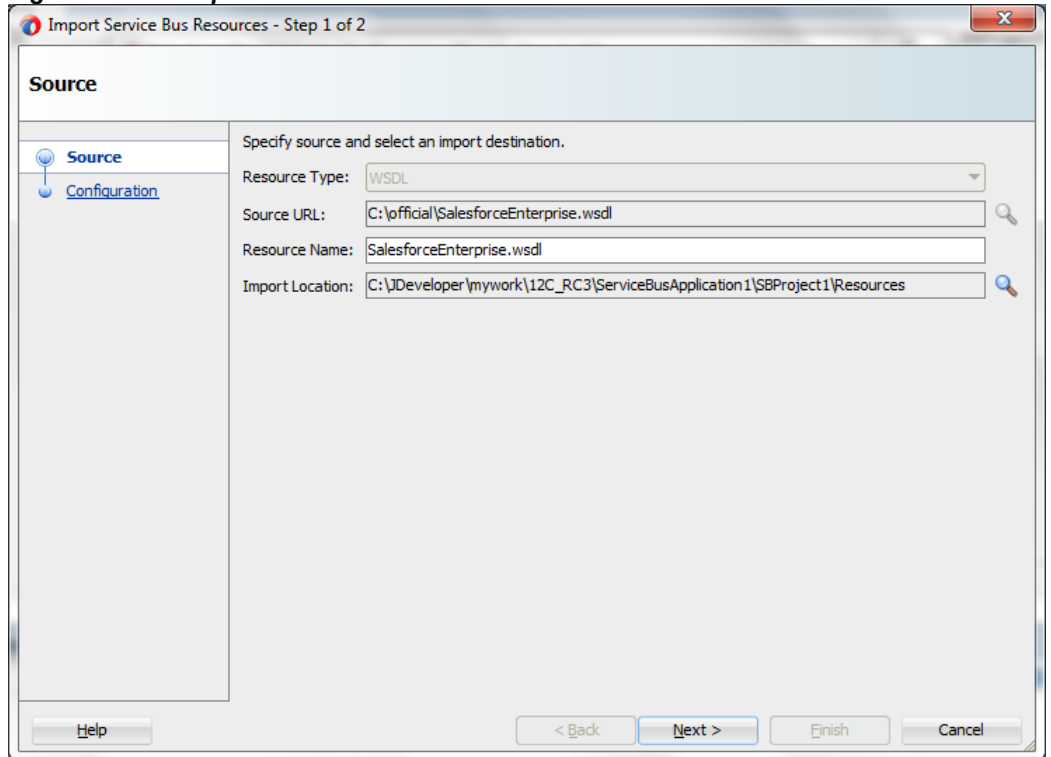 Import Service Bus Resources - Step 1 of 2
Source
Specify source and select an import destination.
Source
Resource Type: WSDL
Configuration
Source URL: C:\official\SalesforceEnterprise.wsdl
Resource Name: SalesforceEnterprise.wsdl
Import Location: C:\JDeveloper\mywork\12C_RC3\ServiceBusApplication1\SBProject1\Resources
Help < Back Next > Finish Cancel